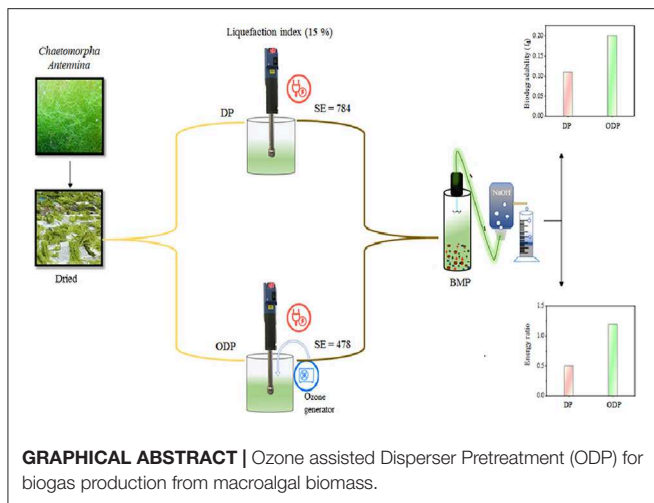 Liquefaction index (15 %)
Chaetomorpha
Antennina
DP
SE = 784
Dried
ODP
SE = 478
Ozone
generator
NaOH
BMP
Biodegradability (fd)
0.20
0.15
0.10
0.05
0.00
DP ODP
Energy ratio
1.5
1.0
0.5
0.0
DP ODP
GRAPHICAL ABSTRACT | Ozone assisted Disperser Pretreatment (ODP) for
biogas production from macroalgal biomass.